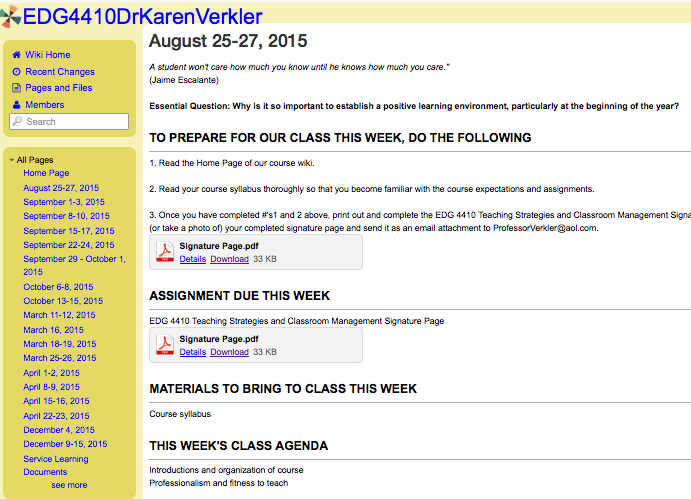 EDG4410DrKarenVerkler
Wiki Home
Recent Changes
Pages and Files
Members
Search
All Pages
Home Page
August 25-27, 2015
September 1-3, 2015
September 8-10, 2015
September 15-17, 2015
September 22-24, 2015
September 29 - October 1,
2015
October 6-8, 2015
October 13-15, 2015
March 11-12, 2015
March 16, 2015
March 18-19, 2015
March 25-26, 2015
April 1-2, 2015
April 8-9, 2015
April 15-16, 2015
April 22-23, 2015
December 4, 2015
December 9-15, 2015
Service Learning
Documents
see more
August 25-27, 2015
A student won't care how much you know until he knows how much you care."
(Jaime Escalante)
Essential Question: Why is it so important to establish a positive learning environment, particularly at the beginning of the year?
TO PREPARE FOR OUR CLASS THIS WEEK, DO THE FOLLOWING
1. Read the Home Page of our course wiki.
2. Read your course syllabus thoroughly so that you become familiar with the course expectations and assignments.
3. Once you have completed #'s1 and 2 above, print out and complete the EDG 4410 Teaching Strategies and Classroom Management Signa
(or take a photo of) your completed signature page and send it as an email attachment to ProfessorVerkler@aol.com.
Signature Page.pdf
Details Download 33 KB
ASSIGNMENT DUE THIS WEEK
EDG 4410 Teaching Strategies and Classroom Management Signature Page
Signature Page.pdf
Details Download 33 KB
MATERIALS TO BRING TO CLASS THIS WEEK
Course syllabus
THIS WEEK'S CLASS AGENDA
Introductions and organization of course
Professionalism and fitness to teach